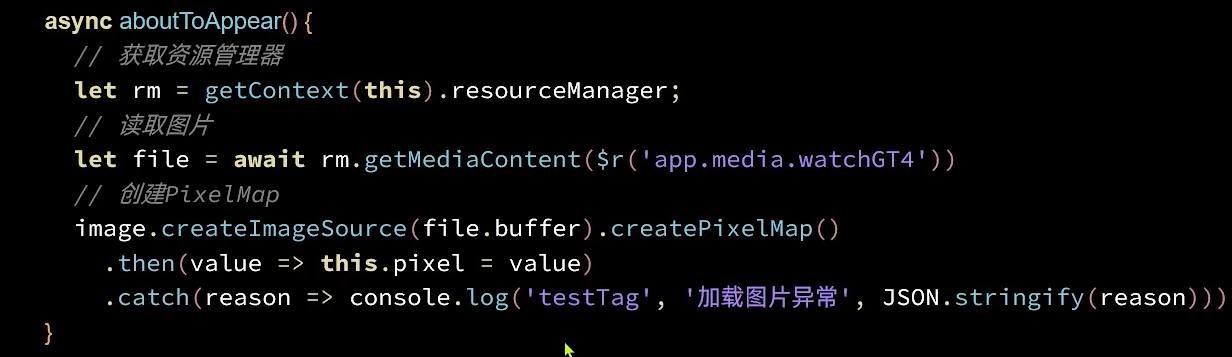 async aboutToAppear() {
// 获取资源管理器
let rm = getContext(this).resourceManager;
// 读取图片
let file = await rm.getMediaContent($r('app.media.watchGT4'))
// 创建PixelMap
image.createImageSource(file.buffer).createPixelMap()
.then(value => this.pixel = value)
.catch(reason => console.log('testTag', '加载图片异常', JSON.stringify(reason)))
}